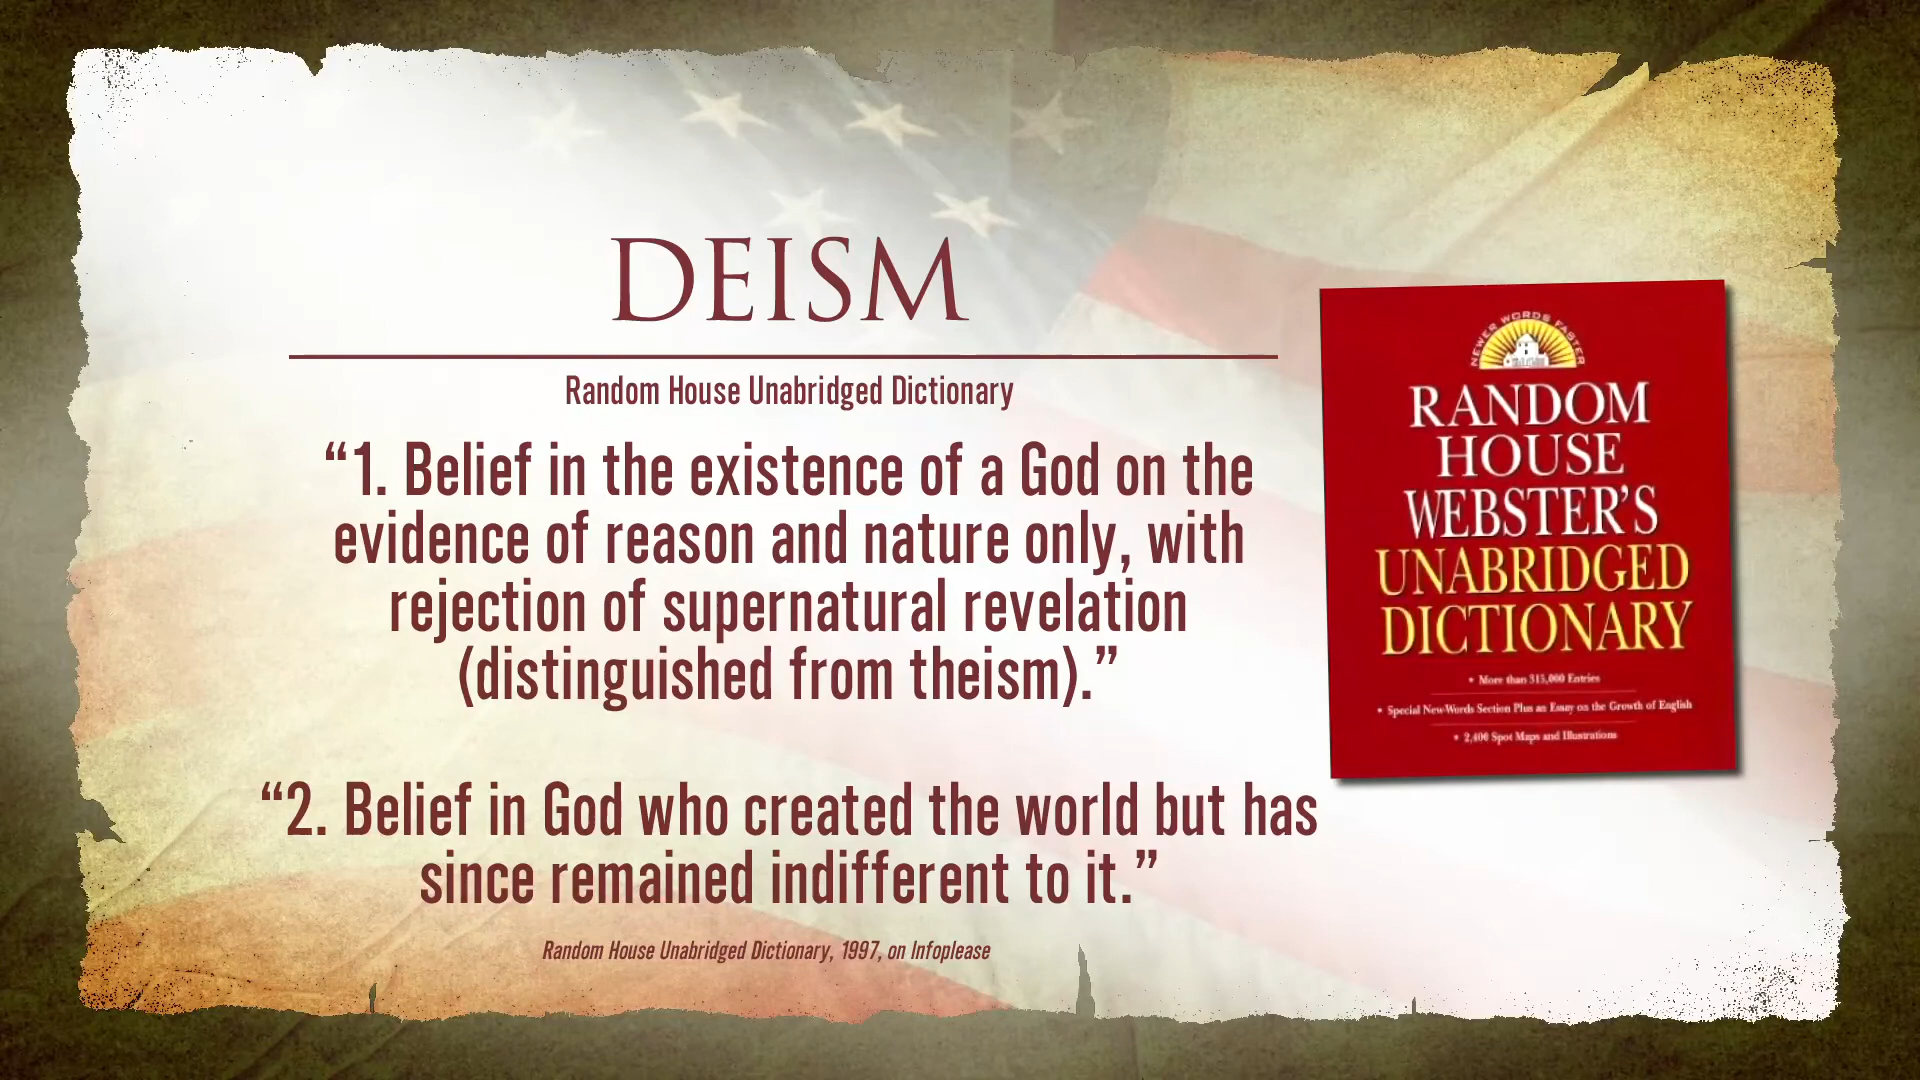 DEISM
Random House Unabridged Dictionary
“1. Belief in the existence of a God on the
evidence of reason and nature only, with
rejection of supernatural revelation
(distinguished from theism).”
“2. Belief in God who created the world but has
since remained indifferent to it.”
Random House Unabridged Dictionary, 1997, on Infoplease
NEWER WORDS FASTER
RANDOM
HOUSE
WEBSTER'S
UNABRIDGED
DICTIONARY
• More than 315,000 Entries
• Special New-Words Section Plus an Essay on the Growth of English
• 2,400 Spot Maps and Illustrations